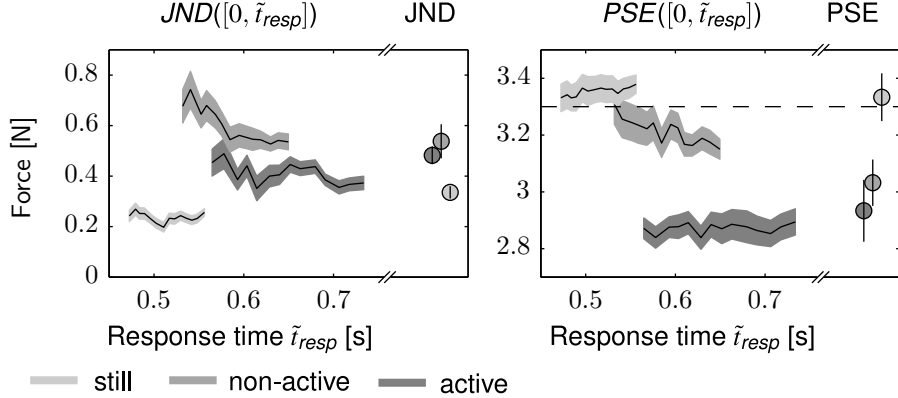 JND([0, t̃resp]) JND
PSE([0, t̃resp]) PSE
Force [N]
0.8
0.6
0.4
0.2
0
0.5 0.6 0.7
Response time t̃resp [s]
3.4
3.2
3
2.8
0.5 0.6 0.7
Response time t̃resp [s]
still non-active active